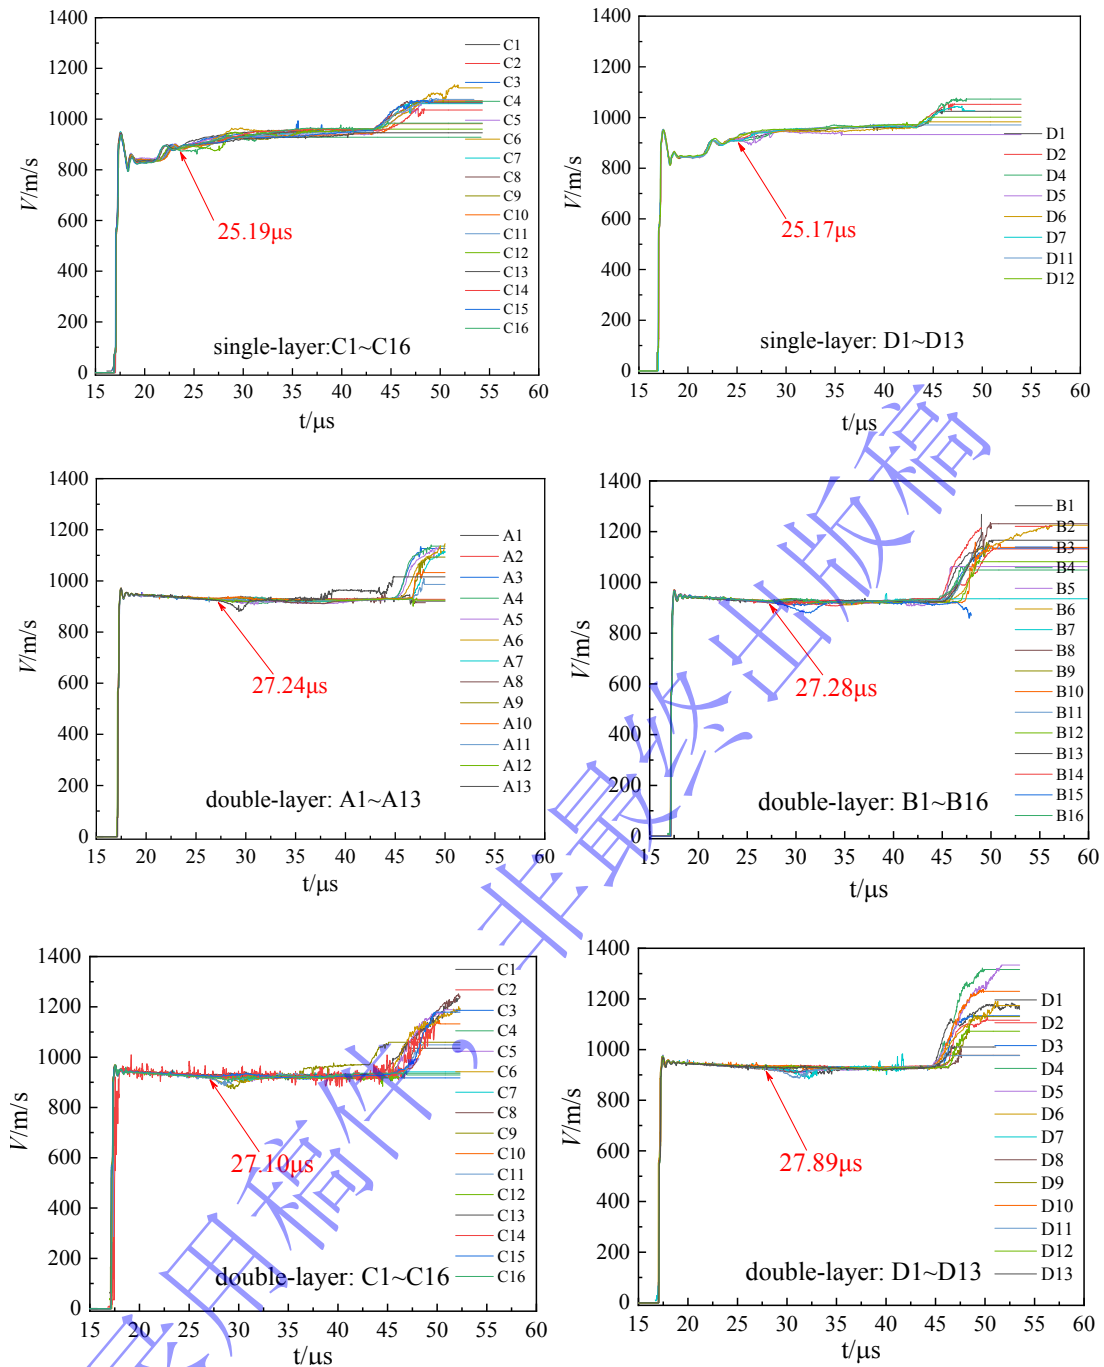 1400
1200
1000
800
600
400
200
0
V/m/s
15 20 25 30 35 40 45 50 55 60
t/μs
25.19μs
single-layer:C1~C16
C1
C2
C3
C4
C5
C6
C7
C8
C9
C10
C11
C12
C13
C14
C15
C16
1400
1200
1000
800
600
400
200
0
V/m/s
15 20 25 30 35 40 45 50 55 60
t/μs
25.17μs
single-layer: D1~D13
D1
D2
D4
D5
D6
D7
D11
D12
1400
1200
1000
800
600
400
200
0
V/m/s
15 20 25 30 35 40 45 50 55 60
t/μs
27.24μs
double-layer: A1~A13
A1
A2
A3
A4
A5
A6
A7
A8
A9
A10
A11
A12
A13
1400
1200
1000
800
600
400
200
0
V/m/s
15 20 25 30 35 40 45 50 55 60
t/μs
27.28μs
double-layer: B1~B16
B1
B2
B3
B4
B5
B6
B7
B8
B9
B10
B11
B12
B13
B14
B15
B16
1400
1200
1000
800
600
400
200
0
V/m/s
15 20 25 30 35 40 45 50 55 60
t/μs
27.10μs
double-layer: C1~C16
C1
C2
C3
C4
C5
C6
C7
C8
C9
C10
C11
C12
C13
C14
C15
C16
1400
1200
1000
800
600
400
200
0
V/m/s
15 20 25 30 35 40 45 50 55 60
t/μs
27.89μs
double-layer: D1~D13
D1
D2
D3
D4
D5
D6
D7
D8
D9
D10
D11
D12
D13
录用稿件，非最终出版稿